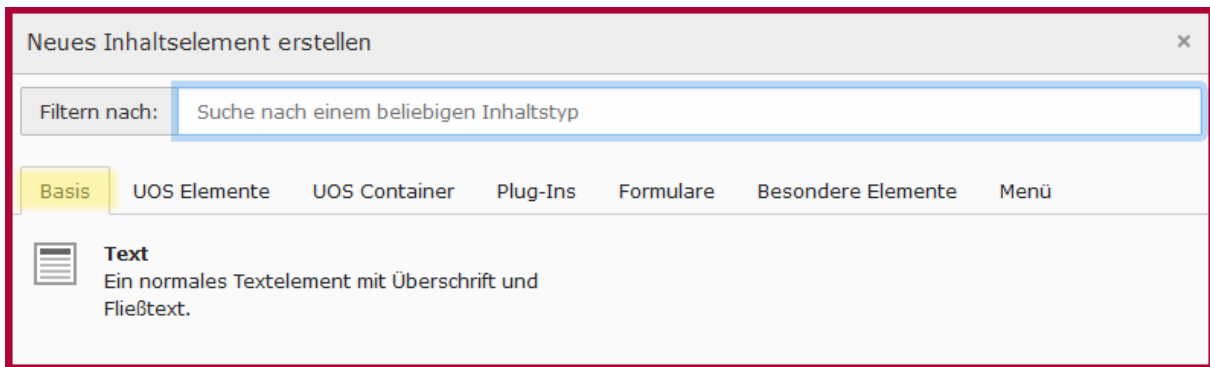 Neues Inhaltselement erstellen ×
Filtern nach: Suche nach einem beliebigen Inhaltstyp
Basis UOS Elemente UOS Container Plug-Ins Formulare Besondere Elemente Menü
Text
Ein normales Textelement mit Überschrift und
Fließtext.